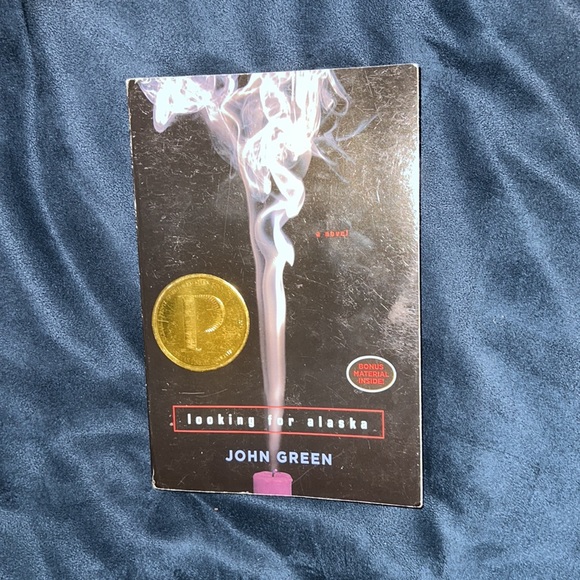 a novel
P
BONUS
MATERIAL
INSIDE!
looking for alaska
JOHN GREEN